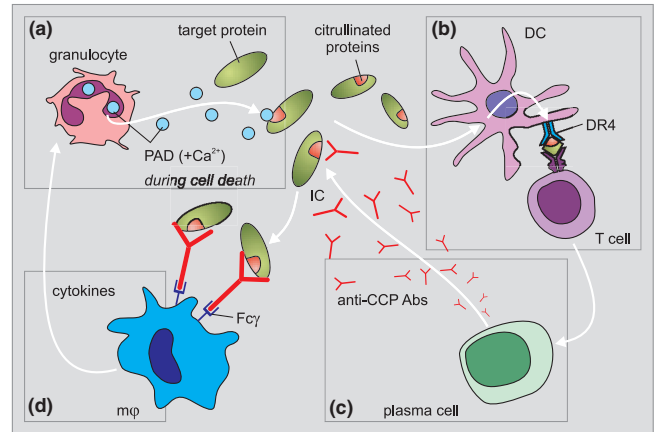 (a)
granulocyte
target protein
citrullinated
proteins
(b)
DC
PAD (+Ca²⁺)
during cell death
DR4
IC
T cell
cytokines
Fcγ
anti-CCP Abs
(d)
mφ
(c)
plasma cell